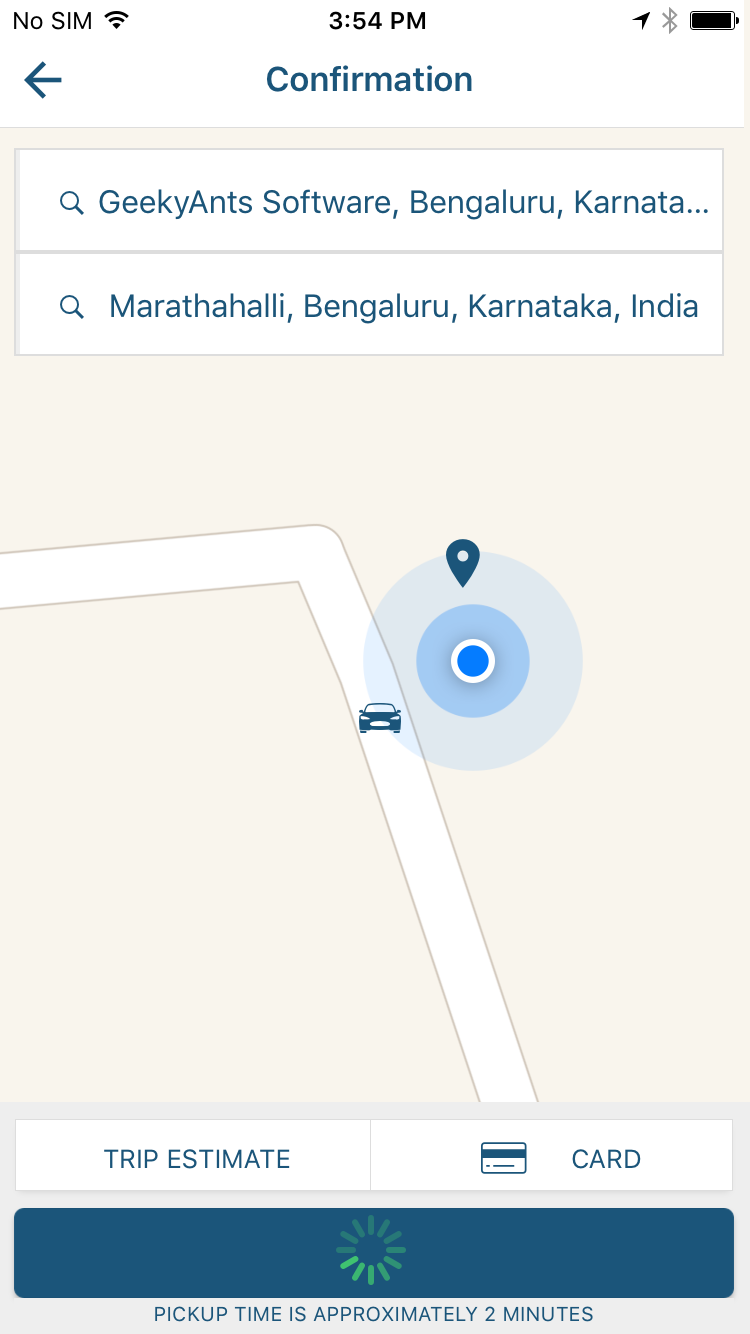 No SIM 3:54 PM
Confirmation
GeekyAnts Software, Bengaluru, Karnata...
Marathahalli, Bengaluru, Karnataka, India
TRIP ESTIMATE CARD
PICKUP TIME IS APPROXIMATELY 2 MINUTES